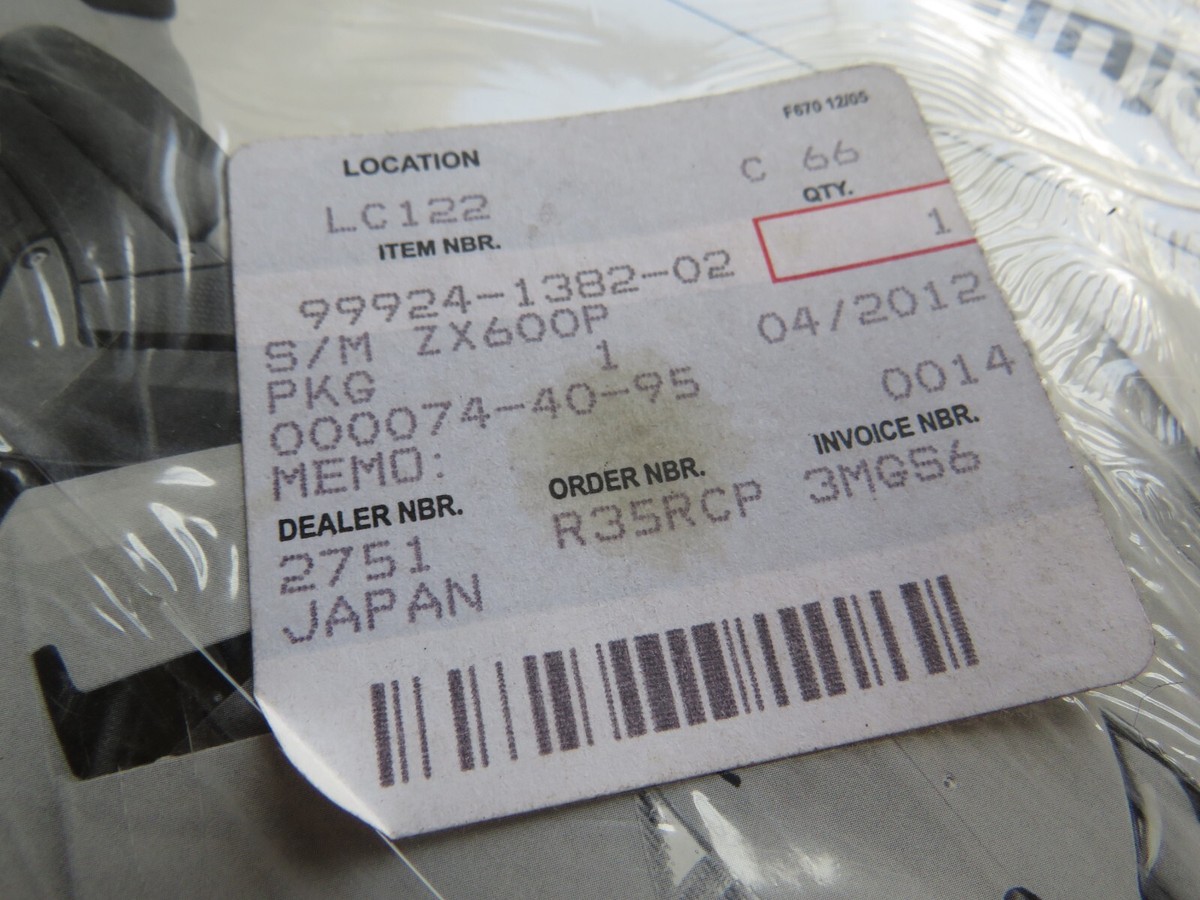 F670 12/05
LOCATION
C 66
LC122
QTY.
ITEM NBR.
1
99924-1382-02
S/M ZX600P
04/2012
PKG 1
000074-40-95
0014
MEMO:
INVOICE NBR.
DEALER NBR.
ORDER NBR.
3MG56
2751
R35RCP
JAPAN